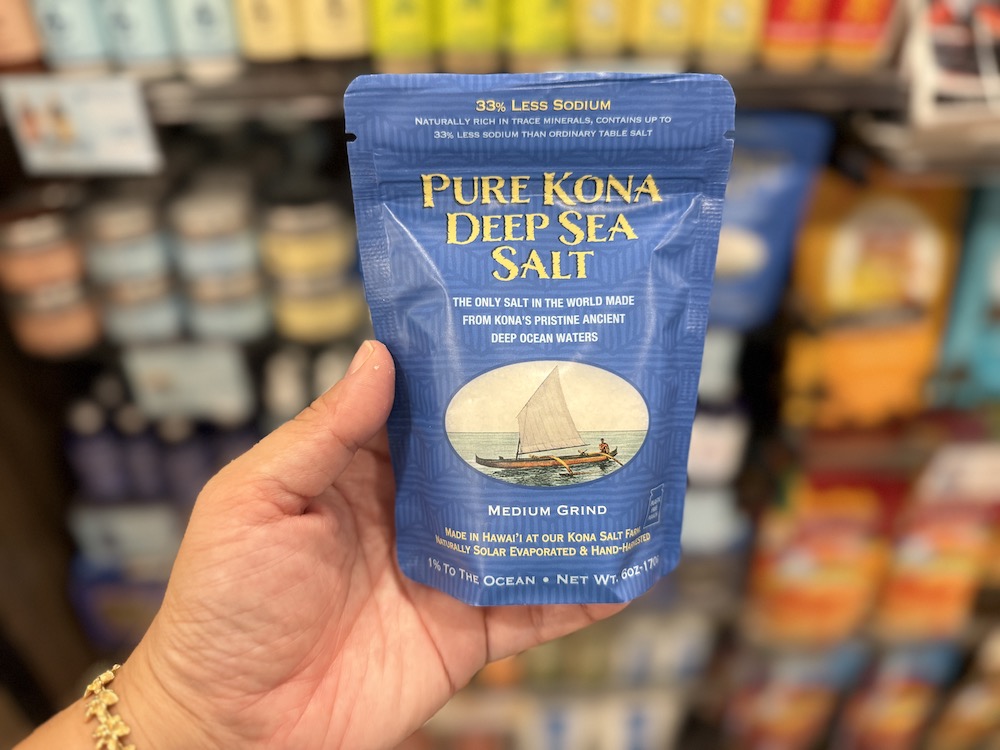 33% Less Sodium
Naturally rich in trace minerals, contains up to
33% less sodium than ordinary table salt
Pure Kona
Deep Sea
Salt
THE ONLY SALT IN THE WORLD MADE
FROM KONA'S PRISTINE ANCIENT
DEEP OCEAN WATERS
Medium Grind
Made in Hawai'i at our Kona Salt Farm
Naturally Solar Evaporated & Hand-Harvested
1% To The Ocean • Net Wt. 6oz-170g